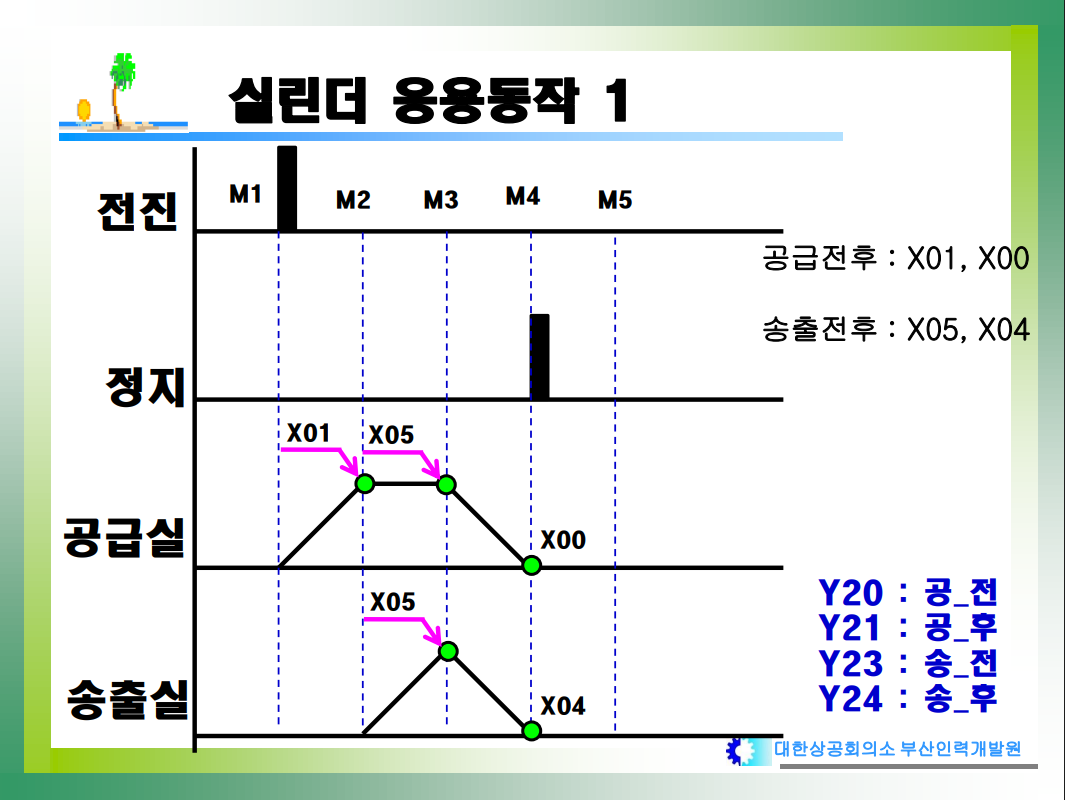 실린더 응용동작 1
전진
M1
M2
M3
M4
M5
공급전후 : X01, X00
송출전후 : X05, X04
정지
X01
X05
공급실
X00
X05
송출실
X04
Y20 : 공_전
Y21 : 공_후
Y23 : 송_전
Y24 : 송_후
대한상공회의소 부산인력개발원